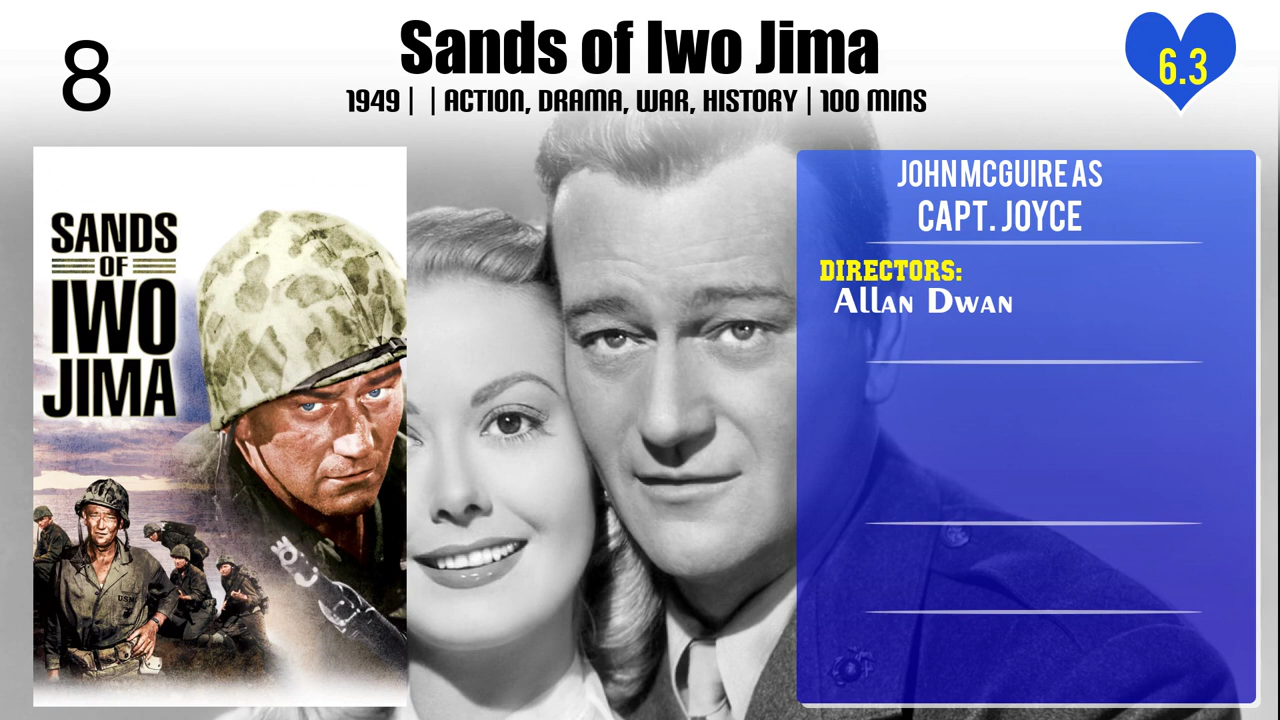 8
Sands of Iwo Jima
1949 | | ACTION, DRAMA, WAR, HISTORY | 100 MINS
6.3
SANDS
OF
IWO
JIMA
JOHN MCGUIRE AS
CAPT. JOYCE
DIRECTORS:
ALLAN DWAN